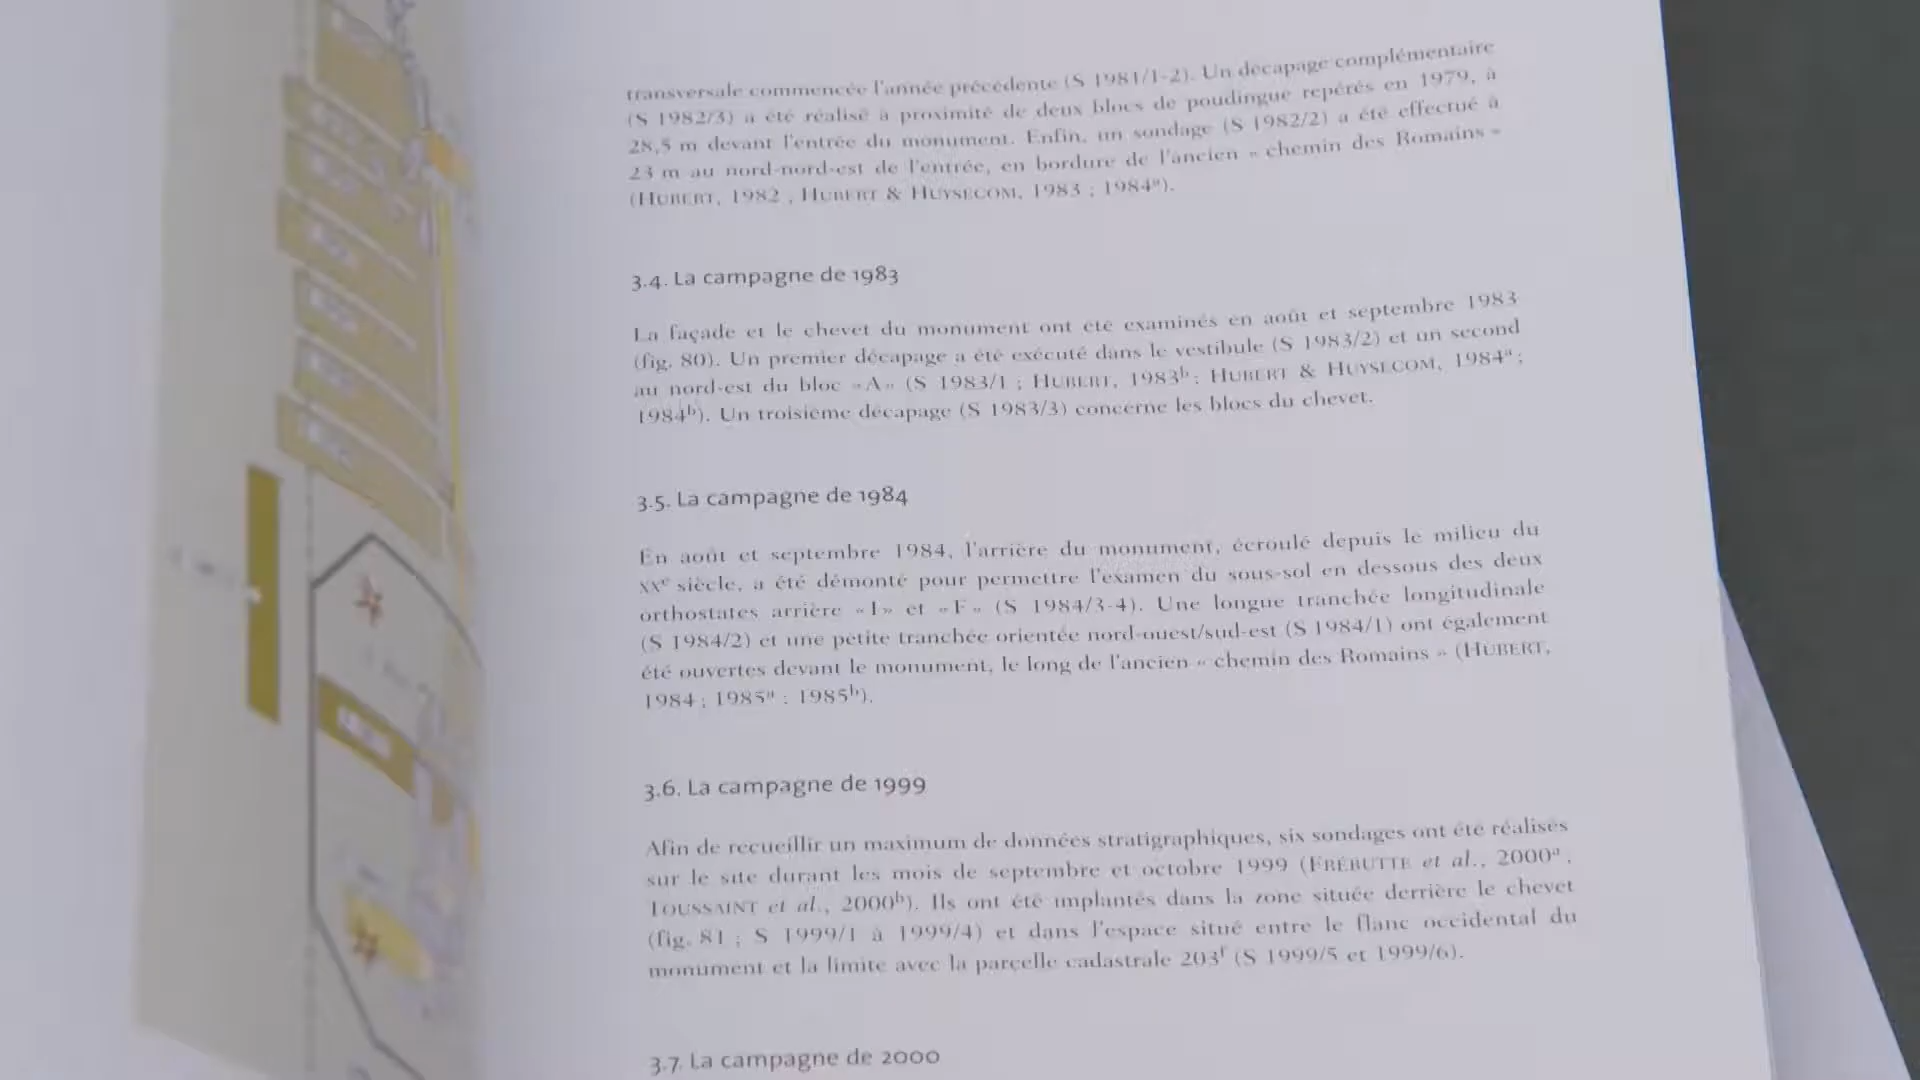 transversale commencée l'année précédente (S 1981/1-2). Un décapage complémentaire
(S 1982/3) a été réalisé à proximité de deux blocs de poudingue repérés en 1979, à
28,5 m devant l'entrée du monument. Enfin, un sondage (S 1982/2) a été effectué à
23 m au nord-nord-est de l'entrée, en bordure de l'ancien « chemin des Romains »
(HUBERT, 1982 ; HUBERT & HUYSECOM, 1983 ; 1984ᵃ).
3.4. La campagne de 1983
La façade et le chevet du monument ont été examinés en août et septembre 1983
(fig. 80). Un premier décapage a été exécuté dans le vestibule (S 1983/2) et un second
au nord-est du bloc «A» (S 1983/1 ; HUBERT, 1983ᵇ ; HUBERT & HUYSECOM, 1984ᵃ ;
1984ᵇ). Un troisième décapage (S 1983/3) concerne les blocs du chevet.
3.5. La campagne de 1984
En août et septembre 1984, l'arrière du monument, écroulé depuis le milieu du
XXᵉ siècle, a été démonté pour permettre l'examen du sous-sol en dessous des deux
orthostates arrière et «F» (S 1984/3-4). Une longue tranchée longitudinale
(S 1984/2) et une petite tranchée orientée nord-ouest/sud-est (S 1984/1) ont également
été ouvertes devant le monument, le long de l'ancien « chemin des Romains » (HUBERT,
1984 ; 1985ᵃ ; 1985ᵇ).
3.6. La campagne de 1999
Afin de recueillir un maximum de données stratigraphiques, six sondages ont été réalisés
sur le site durant les mois de septembre et octobre 1999 (FRÉBUTTE et al., 2000ᵃ ;
TOUSSAINT et al., 2000ᵇ). Ils ont été implantés dans la zone située derrière le chevet
(fig. 81 ; S 1999/1 à 1999/4) et dans l'espace situé entre le flanc occidental du
monument et la limite avec la parcelle cadastrale 203ᶠ (S 1999/5 et 1999/6).
3.7. La campagne de 2000